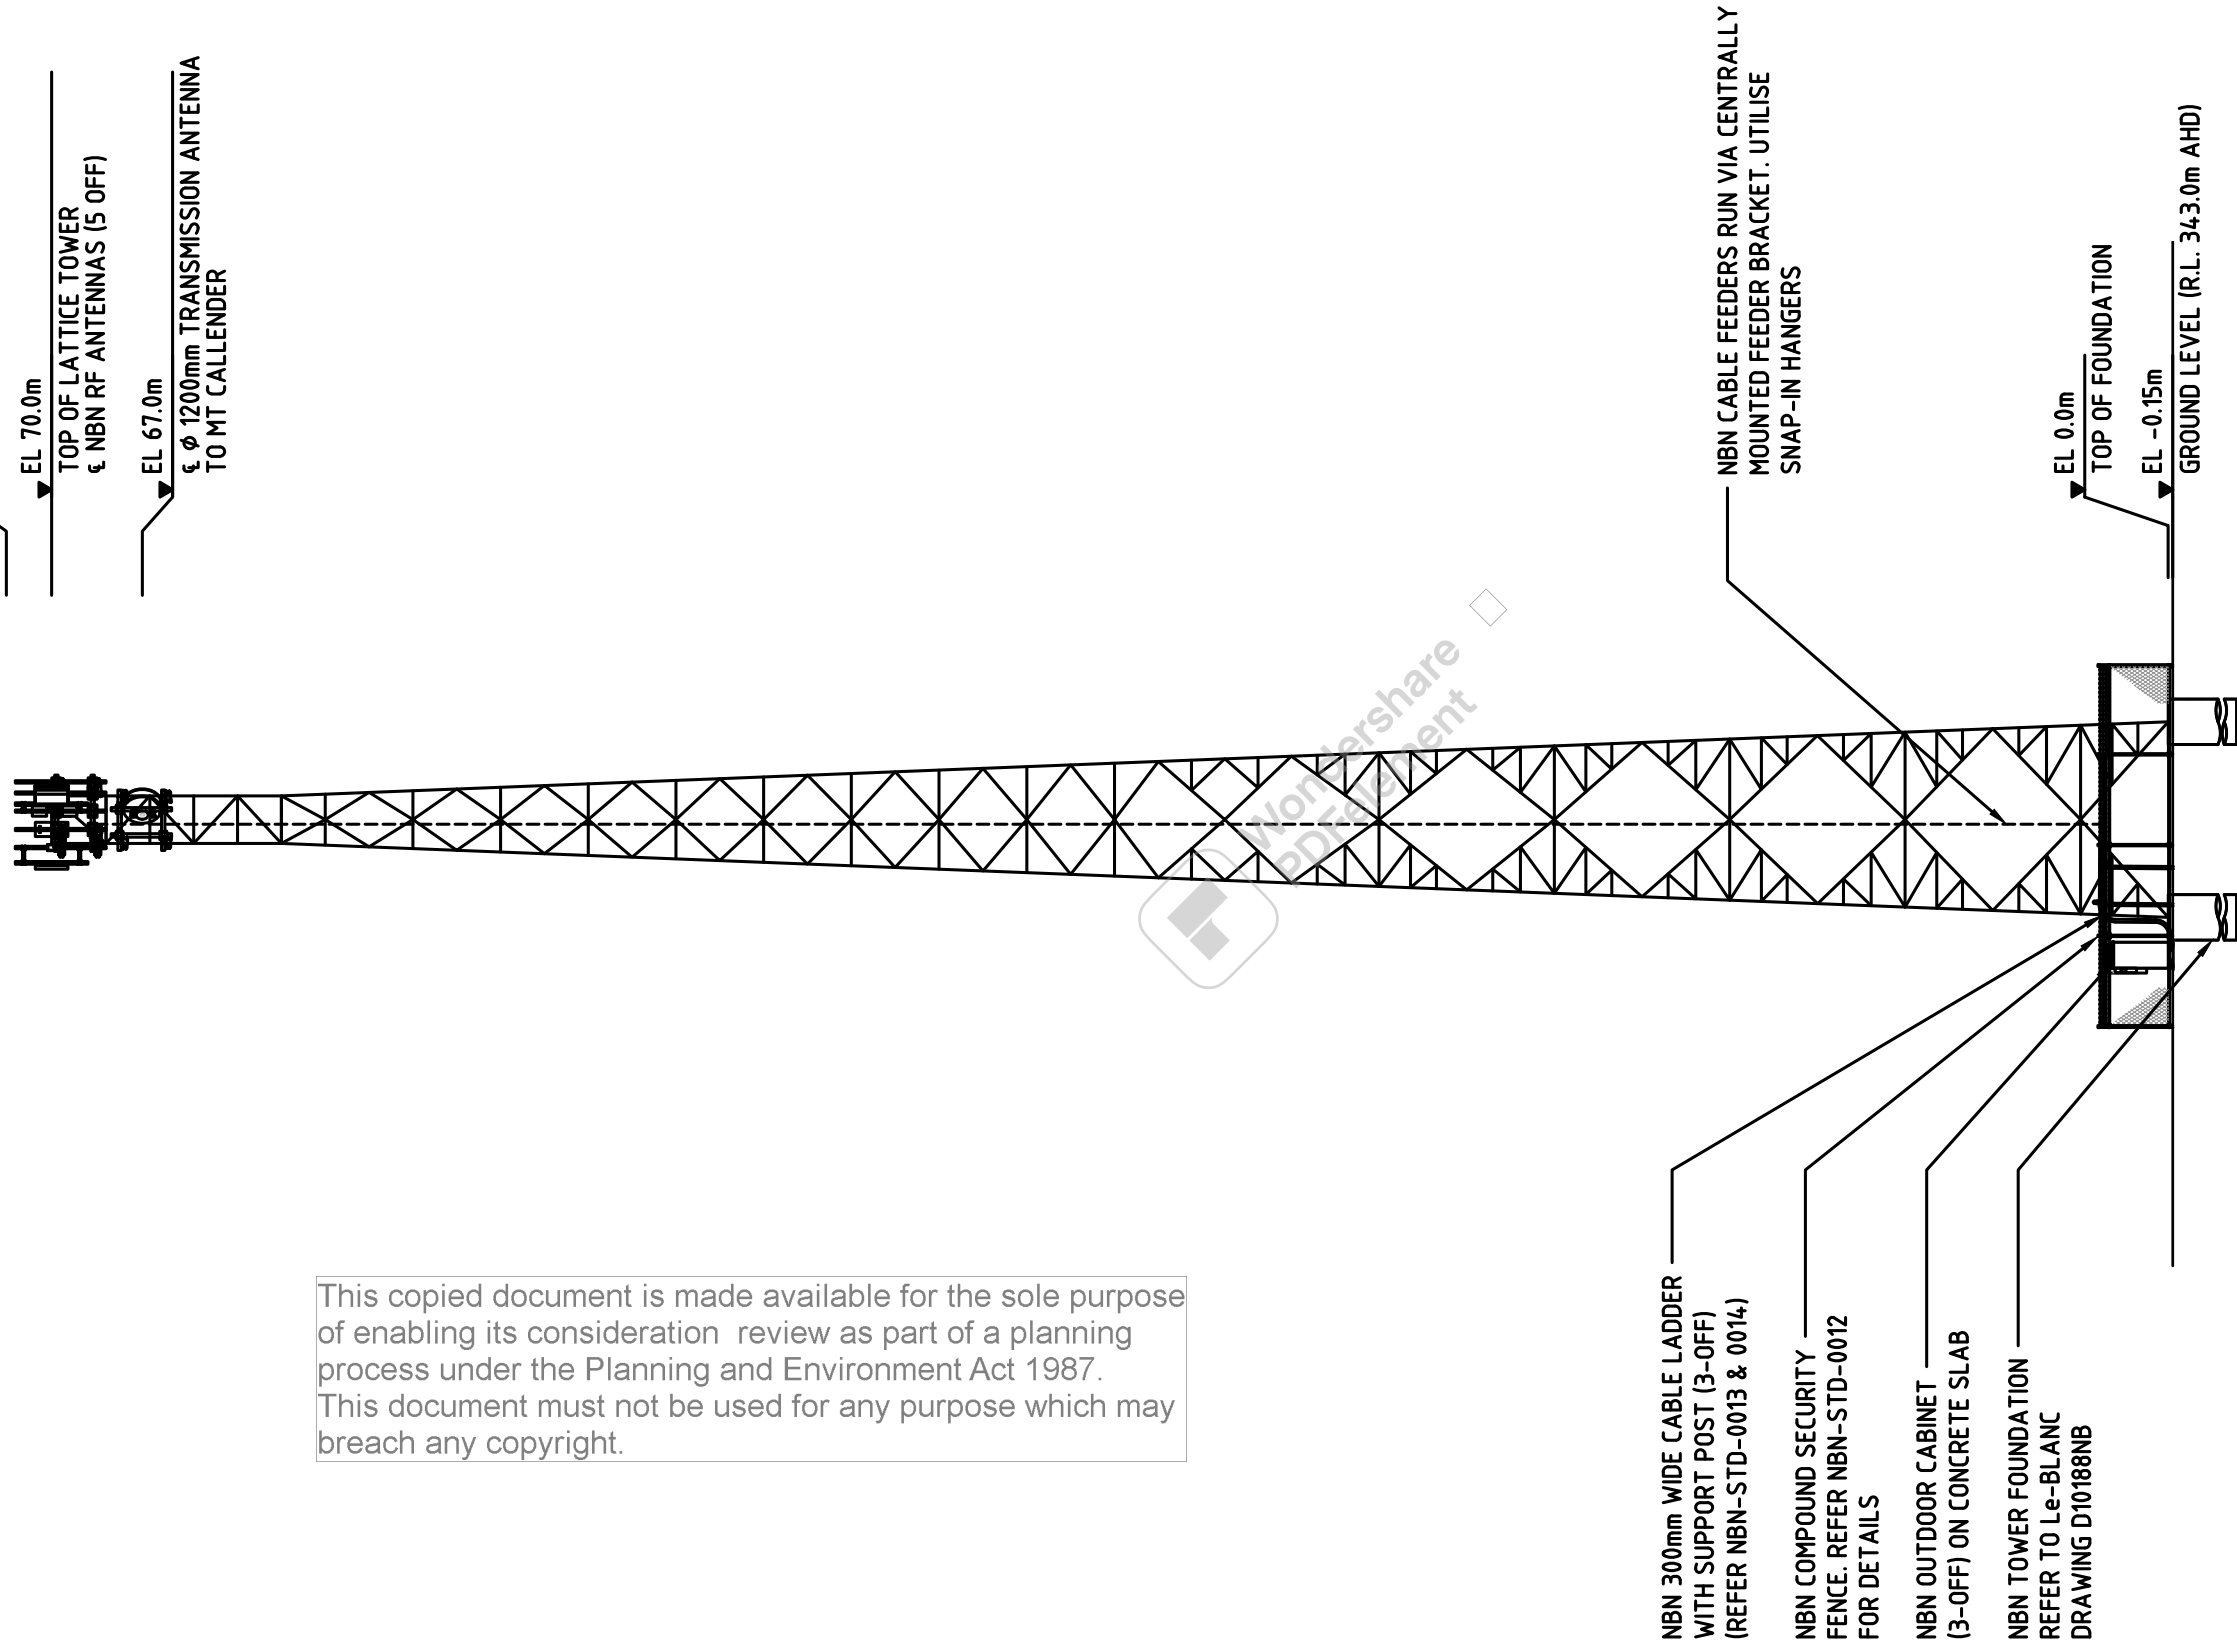 EL 70.0m
TOP OF LATTICE TOWER
℄ NBN RF ANTENNAS (5 OFF)
EL 67.0m
℄ Ø 1200mm TRANSMISSION ANTENNA
TO MT CALLENDER
NBN CABLE FEEDERS RUN VIA CENTRALLY
MOUNTED FEEDER BRACKET. UTILISE
SNAP-IN HANGERS
EL 0.0m
TOP OF FOUNDATION
EL -0.15m
GROUND LEVEL (R.L. 343.0m AHD)
Wondershare
PDFelement
NBN 300mm WIDE CABLE LADDER
WITH SUPPORT POST (3-OFF)
(REFER NBN-STD-0013 & 0014)
NBN COMPOUND SECURITY
FENCE. REFER NBN-STD-0012
FOR DETAILS
NBN OUTDOOR CABINET
(3-OFF) ON CONCRETE SLAB
NBN TOWER FOUNDATION
REFER TO Le-BLANC
DRAWING D10188NB
This copied document is made available for the sole purpose
of enabling its consideration  review as part of a planning
process under the Planning and Environment Act 1987.
This document must not be used for any purpose which may
breach any copyright.